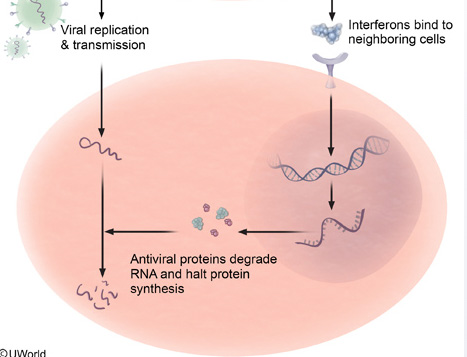 Viral replication
& transmission
Interferons bind to
neighboring cells
Antiviral proteins degrade
RNA and halt protein
synthesis
©UWorld